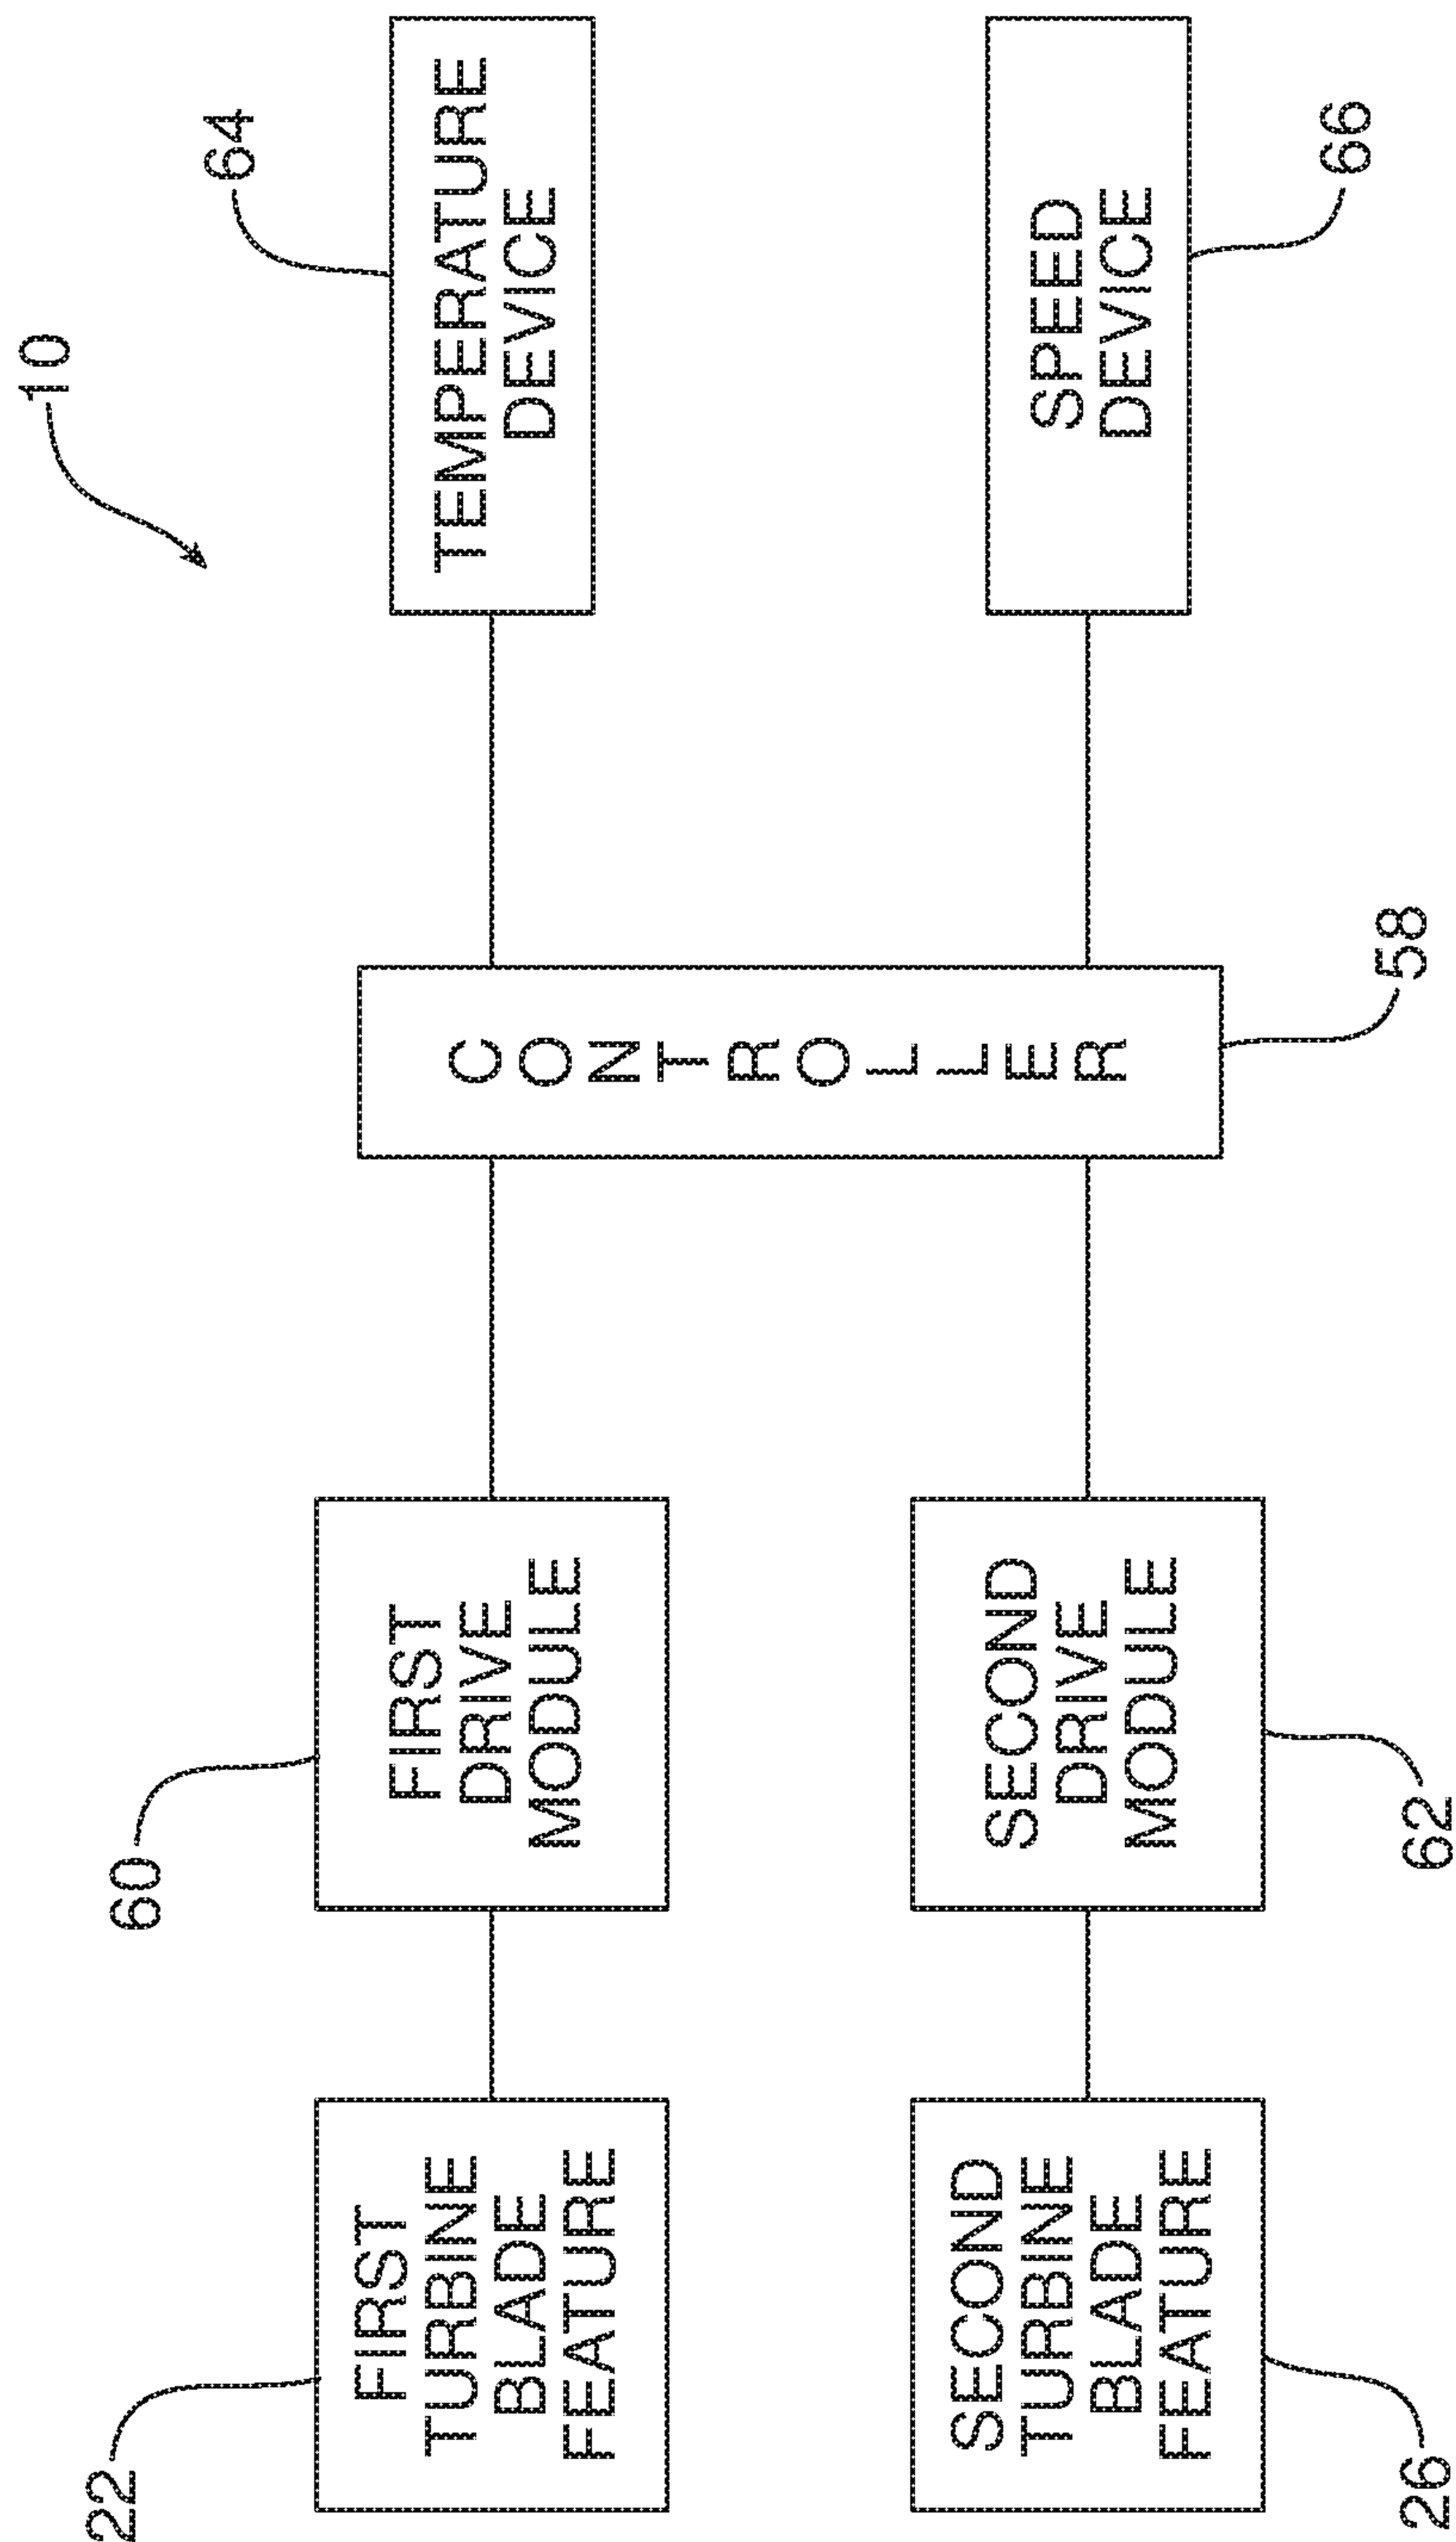 10
22
FIRST
TURBINE
BLADE
FEATURE
60
FIRST
DRIVE
MODULE
CONTROLLER
58
64
TEMPERATURE
DEVICE
SECOND
TURBINE
BLADE
FEATURE
26
SECOND
DRIVE
MODULE
62
SPEED
DEVICE
66